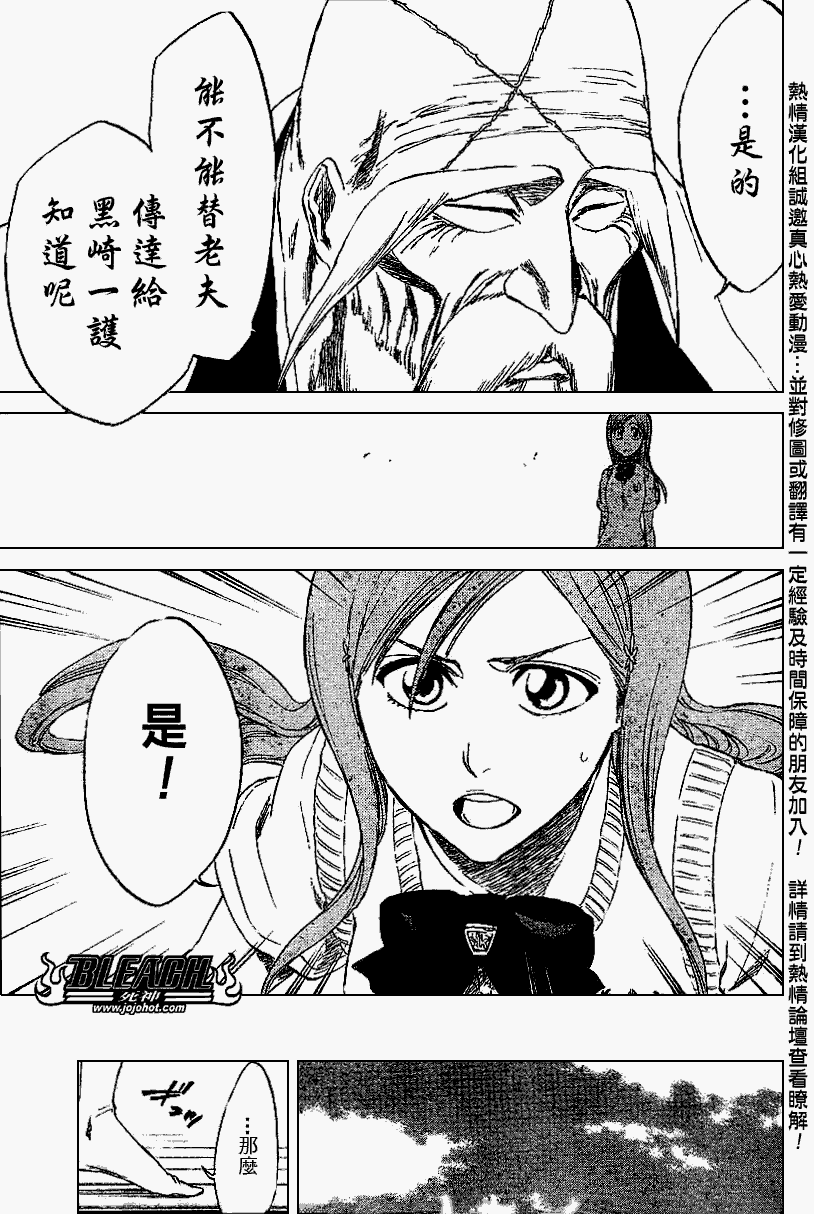 …是的
能不能替老夫
傳達給
黑崎一護
知道呢
是！
BLEACH
死神
www.jojohot.com
…那麼
ギュッ
熱情漢化組誠邀真心熱愛動漫…並對修圖或翻譯有一定經驗及時間保障的朋友加入！ 詳情請到熱情論壇查看瞭解！